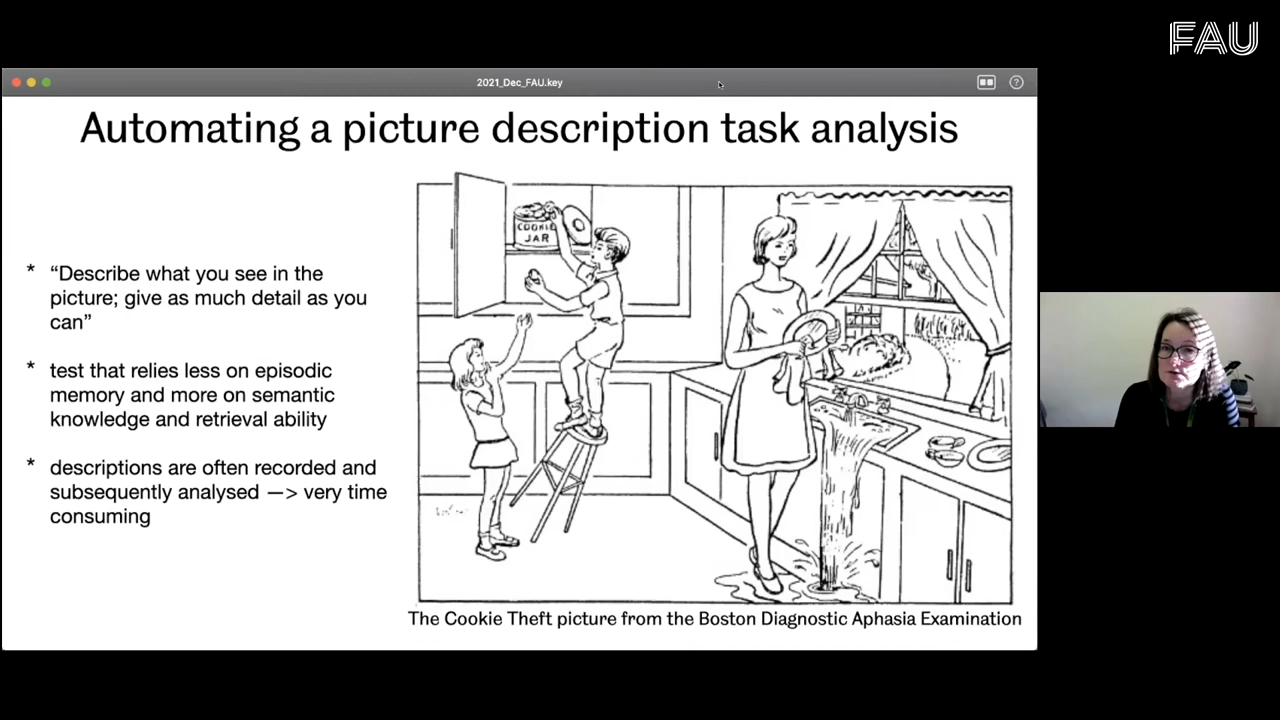 FAU
2021_Dec_FAU.key
?
Automating a picture description task analysis
* “Describe what you see in the
picture; give as much detail as you
can”
* test that relies less on episodic
memory and more on semantic
knowledge and retrieval ability
* descriptions are often recorded and
subsequently analysed —> very time
consuming
COOKIE
JAR
The Cookie Theft picture from the Boston Diagnostic Aphasia Examination